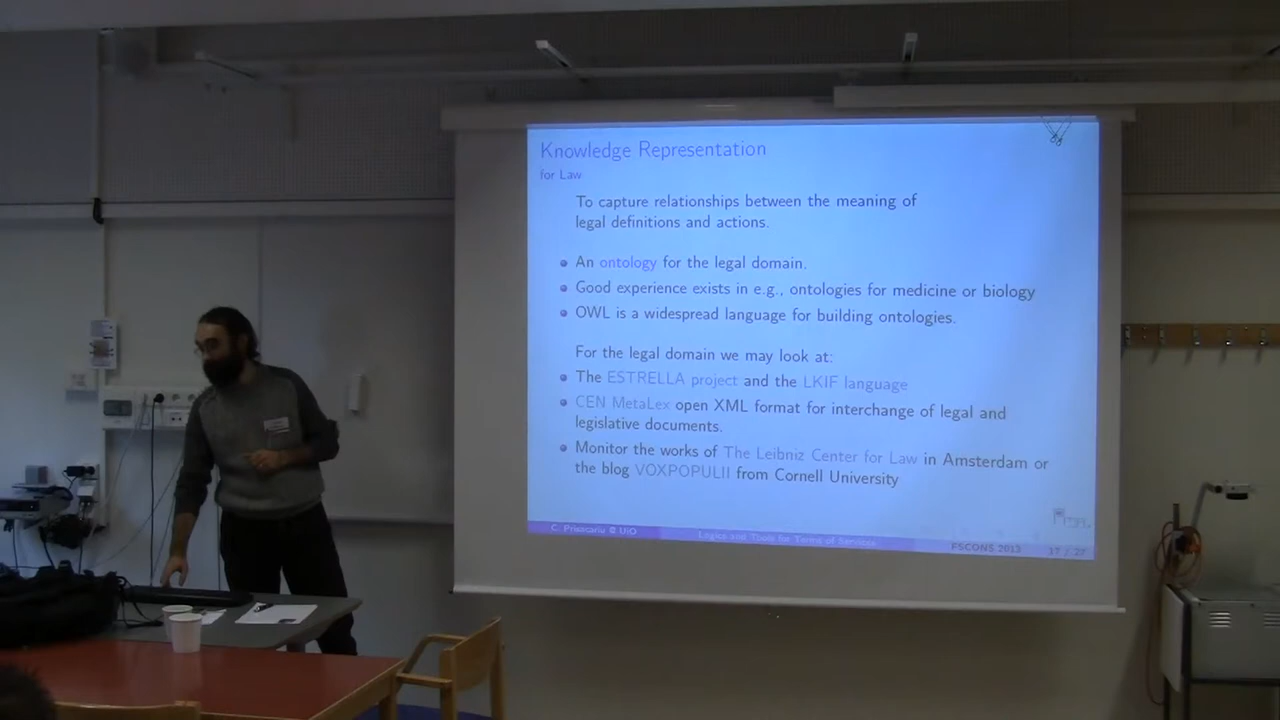 Knowledge Representation
for Law
To capture relationships between the meaning of
legal definitions and actions.
An ontology for the legal domain.
Good experience exists in e.g., ontologies for medicine or biology
OWL is a widespread language for building ontologies.
For the legal domain we may look at:
The ESTRELLA project and the LKIF language
CEN MetaLex open XML format for interchange of legal and
legislative documents.
Monitor the works of The Leibniz Center for Law in Amsterdam or
the blog VOXPOPULII from Cornell University
C. Prisacariu @ UiO
Logics and Tools for Terms of Services
FSCONS 2013
17 / 27